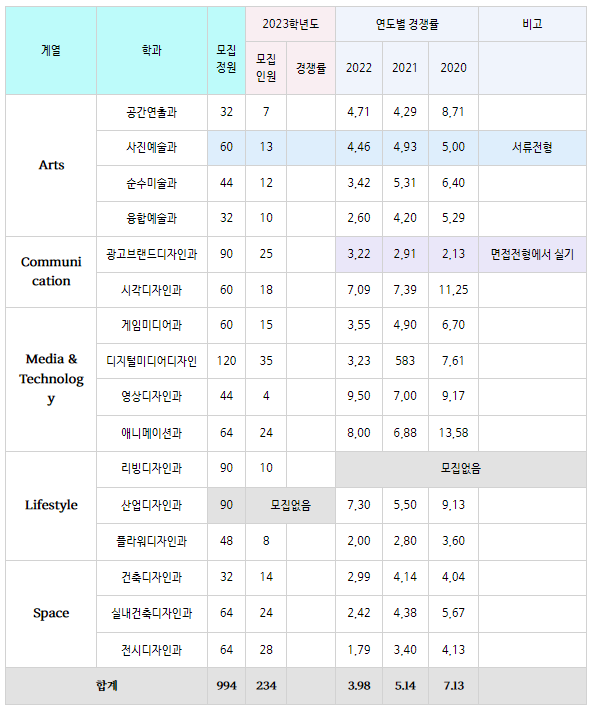 계열 학과 모집정원 2023학년도 연도별 경쟁률 비고
모집인원 경쟁률 2022 2021 2020
Arts 공간연출과 32 7 4.71 4.29 8.71
사진예술과 60 13 4.46 4.93 5.00 서류전형
순수미술과 44 12 3.42 5.31 6.40
융합예술과 32 10 2.60 4.20 5.29
Communication 광고브랜드디자인과 90 25 3.22 2.91 2.13 면접전형에서 실기
시각디자인과 60 18 7.09 7.39 11.25
Media & Technology 게임미디어과 60 15 3.55 4.90 6.70
디지털미디어디자인 120 35 3.23 583 7.61
영상디자인과 44 4 9.50 7.00 9.17
애니메이션과 64 24 8.00 6.88 13.58
Lifestyle 리빙디자인과 90 10 모집없음
산업디자인과 90 모집없음 7.30 5.50 9.13
플라워디자인과 48 8 2.00 2.80 3.60
Space 건축디자인과 32 14 2.99 4.14 4.04
실내건축디자인과 64 24 2.42 4.38 5.67
전시디자인과 64 28 1.79 3.40 4.13
합계 994 234 3.98 5.14 7.13